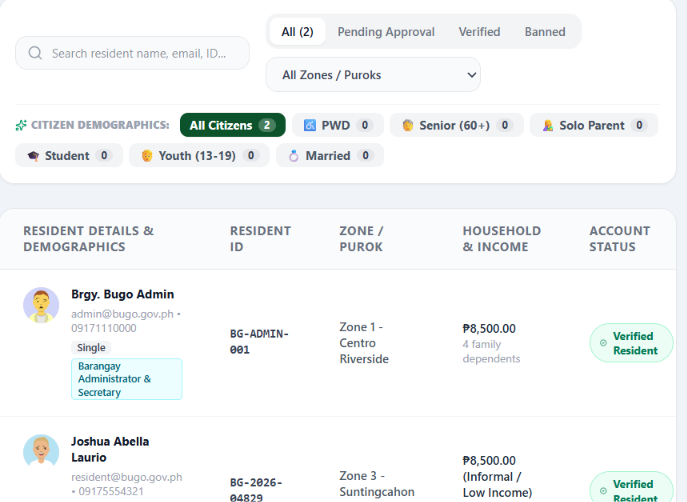 All (2) Pending Approval Verified Banned
Search resident name, email, ID...
All Zones / Puroks
CITIZEN DEMOGRAPHICS: All Citizens 2 PWD 0 Senior (60+) 0 Solo Parent 0
Student 0 Youth (13-19) 0 Married 0
RESIDENT DETAILS &
DEMOGRAPHICS
RESIDENT
ID
ZONE /
PUROK
HOUSEHOLD
& INCOME
ACCOUNT
STATUS
Brgy. Bugo Admin
admin@bugo.gov.ph •
09171110000
Single
Barangay
Administrator &
Secretary
BG-ADMIN-
001
Zone 1 -
Centro
Riverside
₱8,500.00
4 family
dependents
Verified
Resident
Joshua Abella
Laurio
resident@bugo.gov.ph
• 09175554321
BG-2026-
04829
Zone 3 -
Suntingcahon
₱8,500.00
(Informal /
Low Income)
Verified
Resident